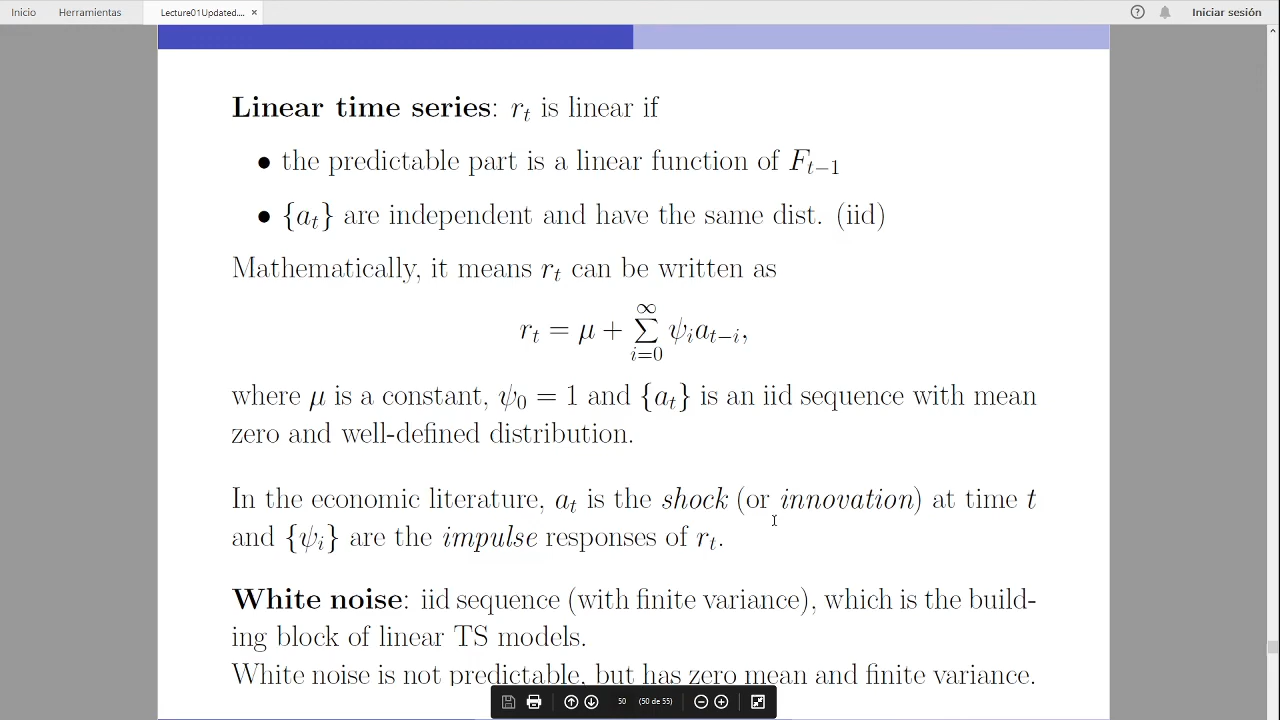 Inicio Herramientas Lecture01Updated.... × ? Iniciar sesión
Linear time series: r_t is linear if
• the predictable part is a linear function of F_{t−1}
• {a_t} are independent and have the same dist. (iid)
Mathematically, it means r_t can be written as
r_t = μ + ∑_{i=0}^{∞} ψ_i a_{t−i},
where μ is a constant, ψ_0 = 1 and {a_t} is an iid sequence with mean
zero and well-defined distribution.
In the economic literature, a_t is the shock (or innovation) at time t
and {ψ_i} are the impulse responses of r_t.
White noise: iid sequence (with finite variance), which is the build-
ing block of linear TS models.
White noise is not predictable, but has zero mean and finite variance.
50 (50 de 55)